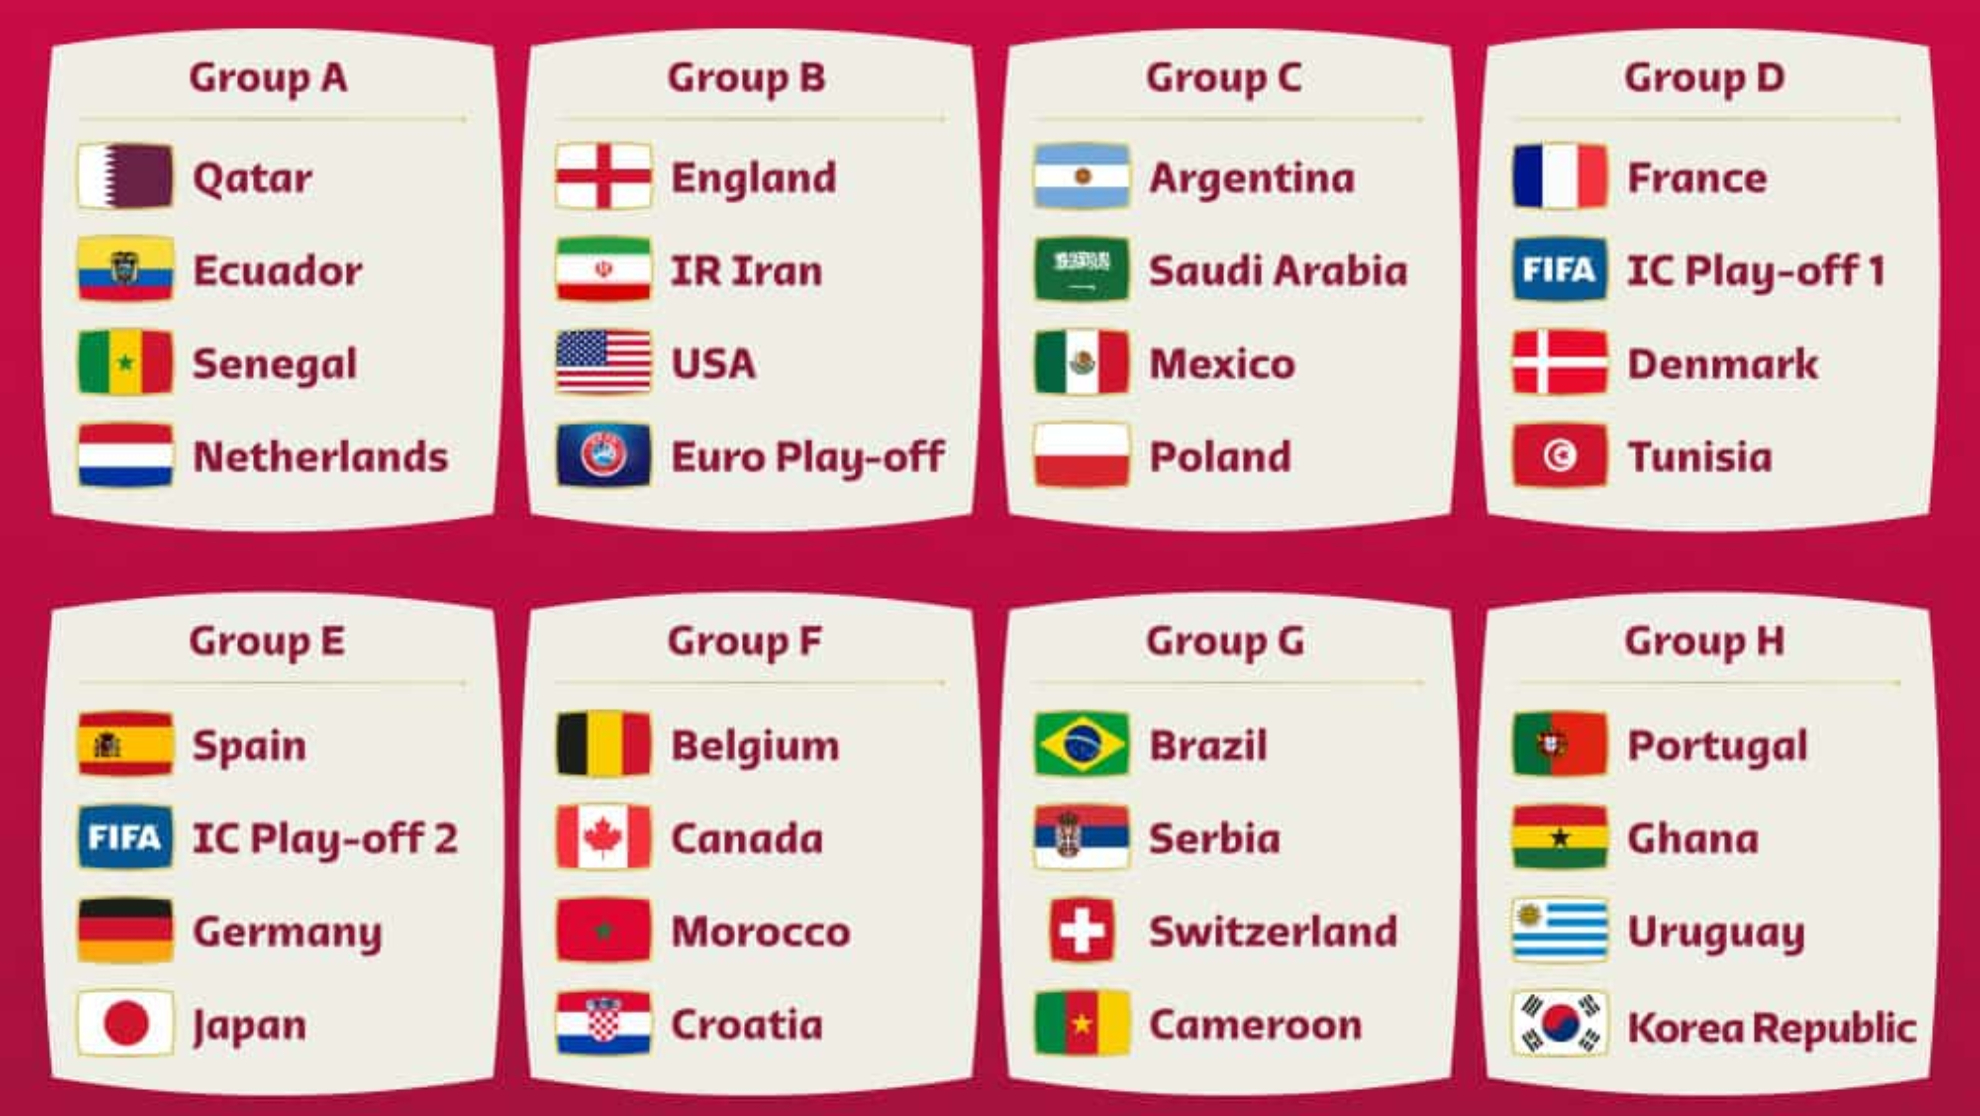 Group A
Qatar
Ecuador
Senegal
Netherlands
Group B
England
IR Iran
USA
Euro Play-off
Group C
Argentina
Saudi Arabia
Mexico
Poland
Group D
France
FIFA IC Play-off 1
Denmark
Tunisia
Group E
Spain
FIFA IC Play-off 2
Germany
Japan
Group F
Belgium
Canada
Morocco
Croatia
Group G
Brazil
Serbia
Switzerland
Cameroon
Group H
Portugal
Ghana
Uruguay
Korea Republic